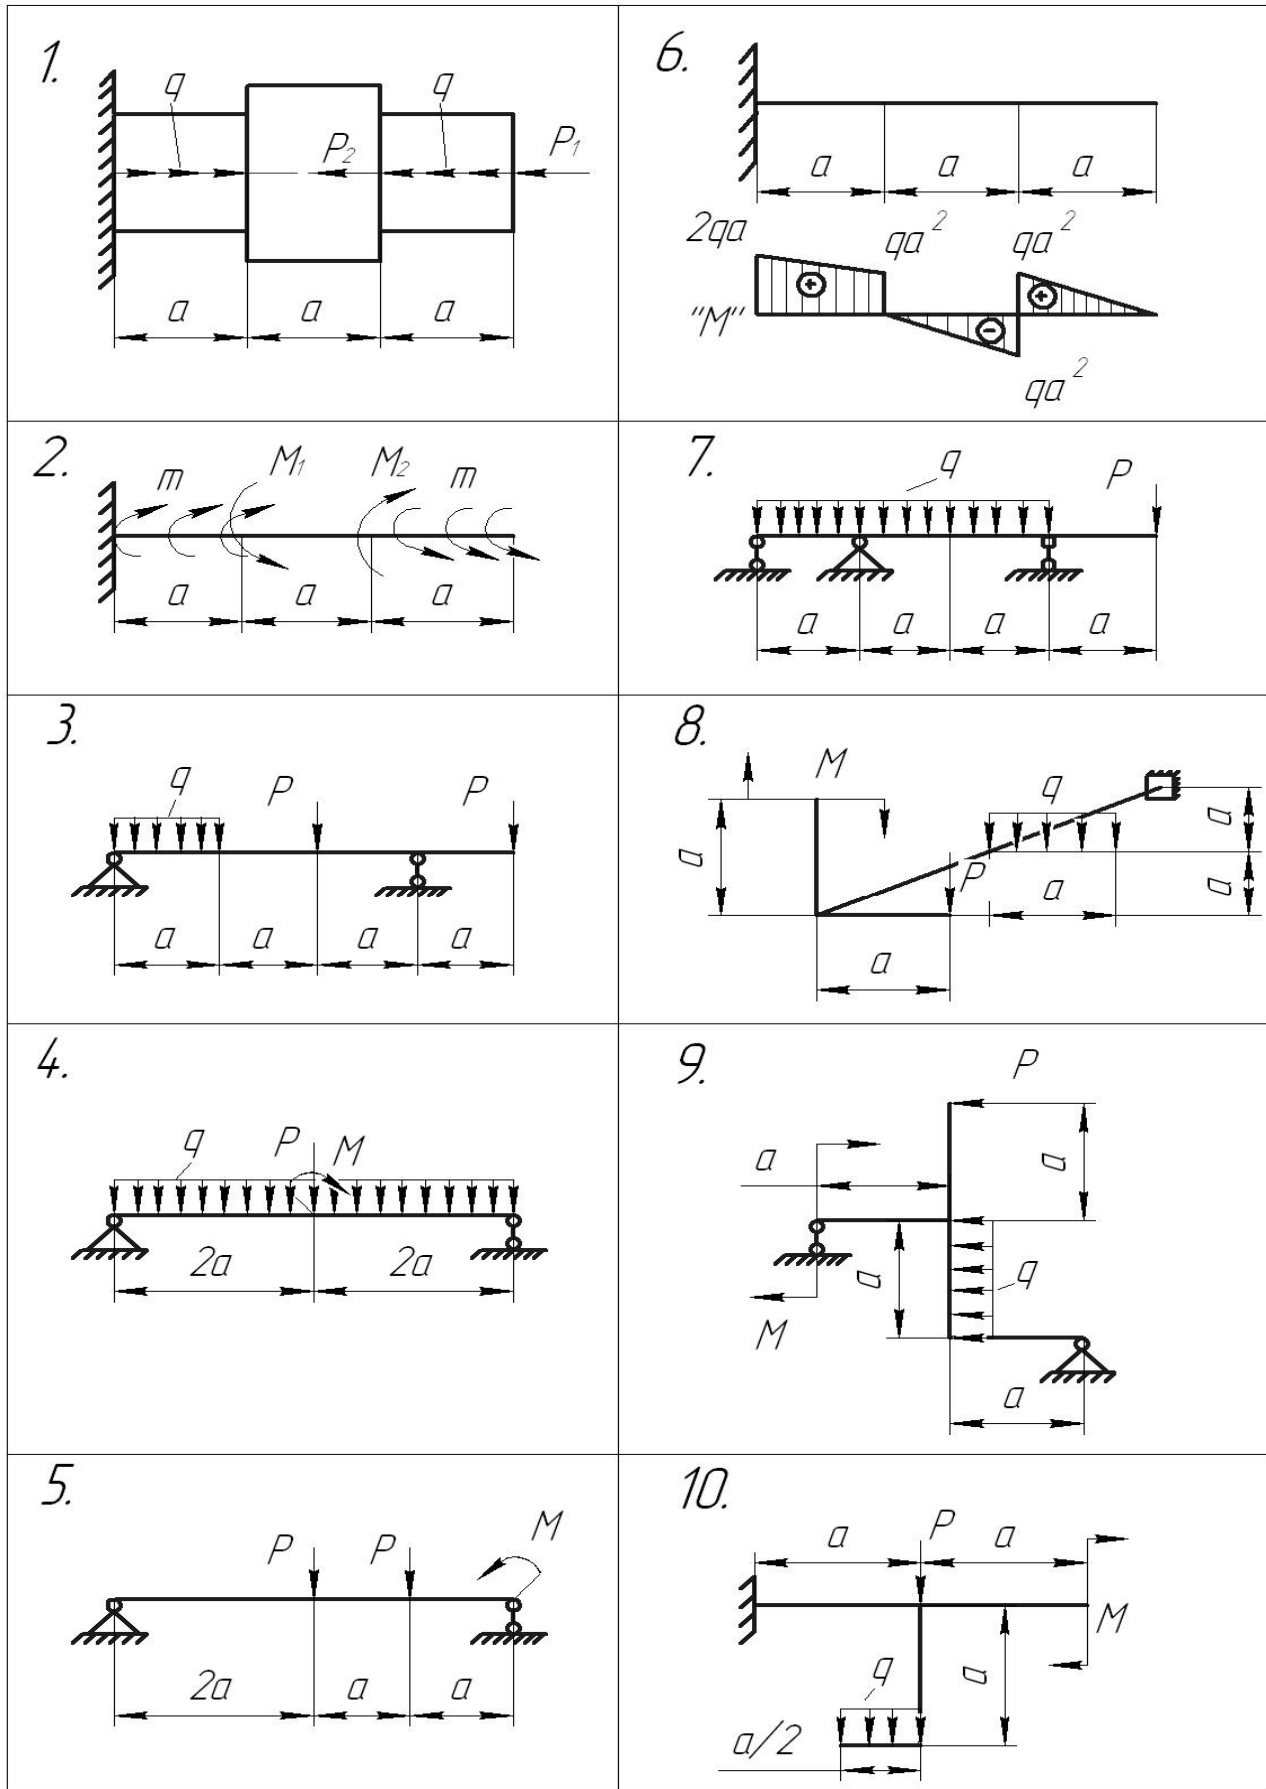 1.
q q
P₂ P₁
a a a
2.
m M₁ M₂ m
a a a
3.
q P P
a a a a
4.
q P M
2a 2a
5.
P P M
2a a a
6.
a a a
2qa qa² qa²
"M" + - +
qa²
7.
q P
a a a a
8.
M
q a
a P a a
a
9.
P
a a
a q
M
a
10.
a P a
M
q a
a/2